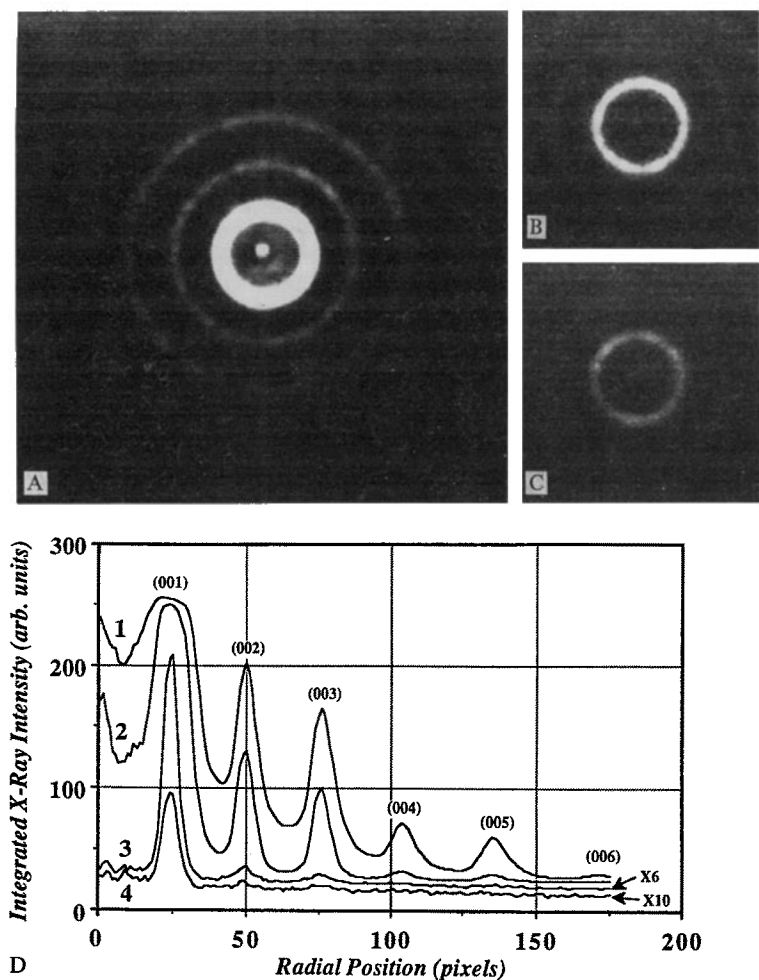 A
B
C
Integrated X-Ray Intensity (arb. units)
300
200
100
0
(001)
(002)
(003)
(004)
(005)
(006)
1
2
3
4
X6
X10
0
50
100
150
200
Radial Position (pixels)
D